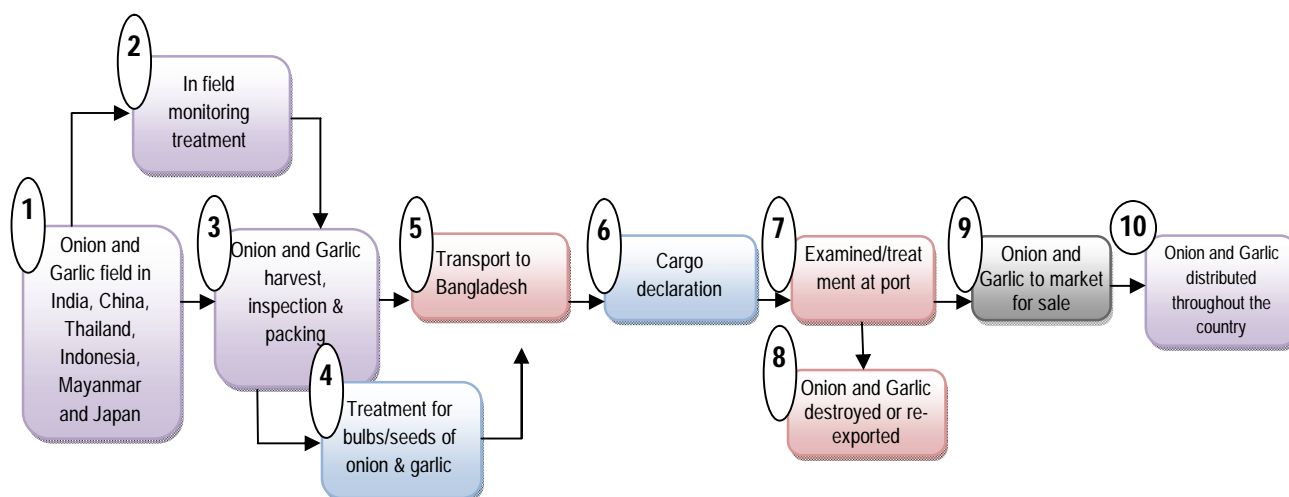 2
In field
monitoring
treatment
1
Onion and
Garlic field in
India, China,
Thailand,
Indonesia,
Mayanmar
and Japan
3
Onion and Garlic
harvest,
inspection &
packing
4
Treatment for
bulbs/seeds of
onion & garlic
5
Transport to
Bangladesh
6
Cargo
declaration
7
Examined/treat
ment at port
8
Onion and Garlic
destroyed or re-
exported
9
Onion and
Garlic to market
for sale
10
Onion and Garlic
distributed
throughout the
country